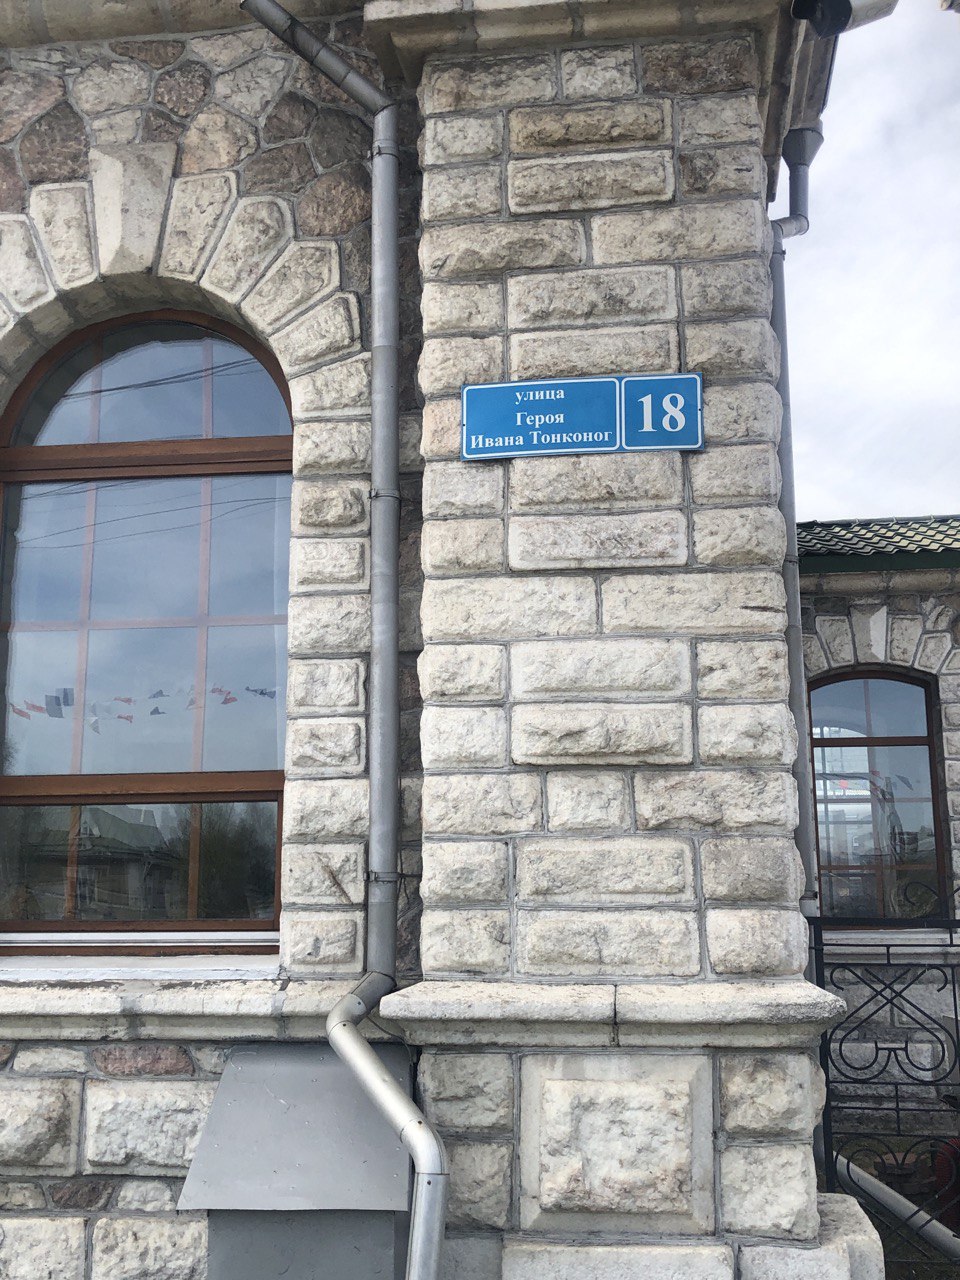 улица
Героя
Ивана Тонконог
18